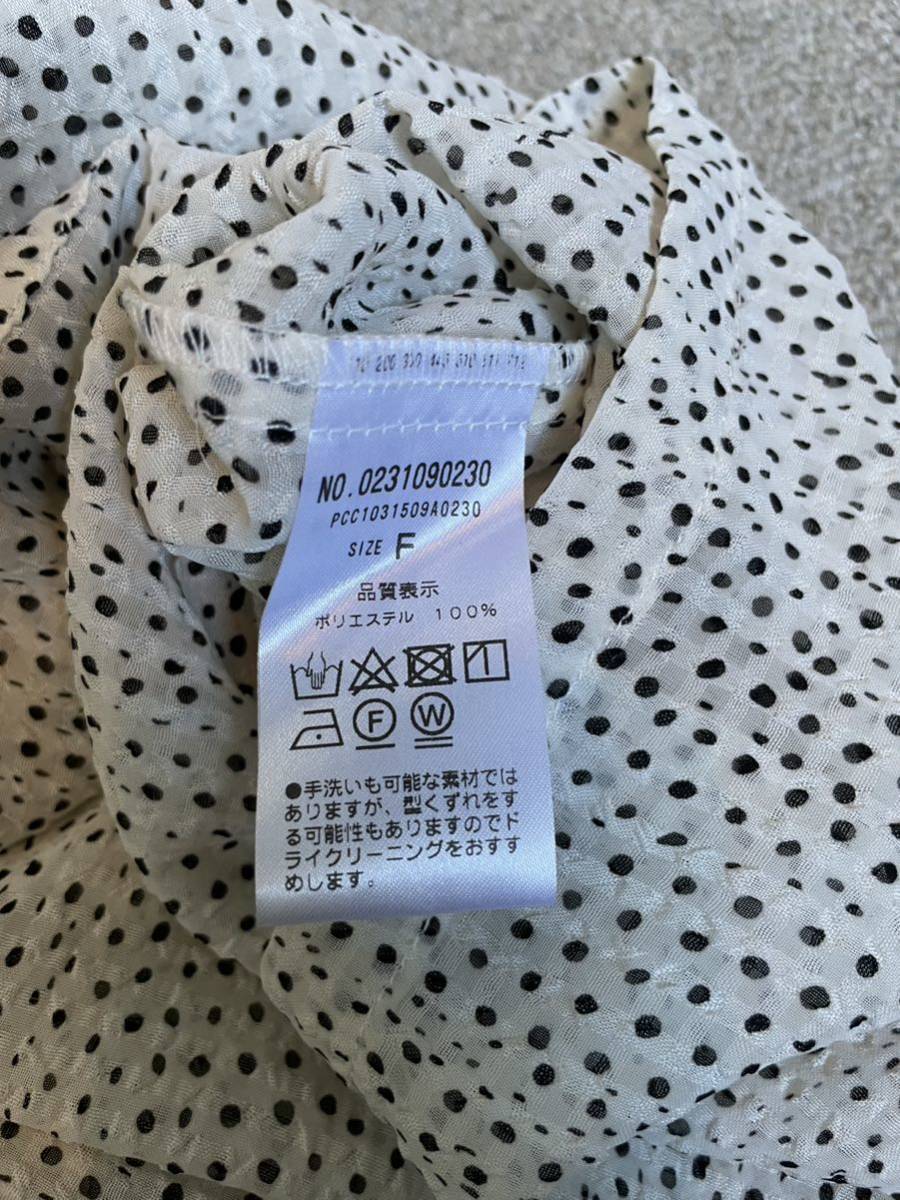 NO.0231090230
PCC1031509A0230
SIZE F
品質表示
ポリエステル 100%
F W
●手洗いも可能な素材では
ありますが、型くずれをす
る可能性もありますのでド
ライクリーニングをおすす
めします。